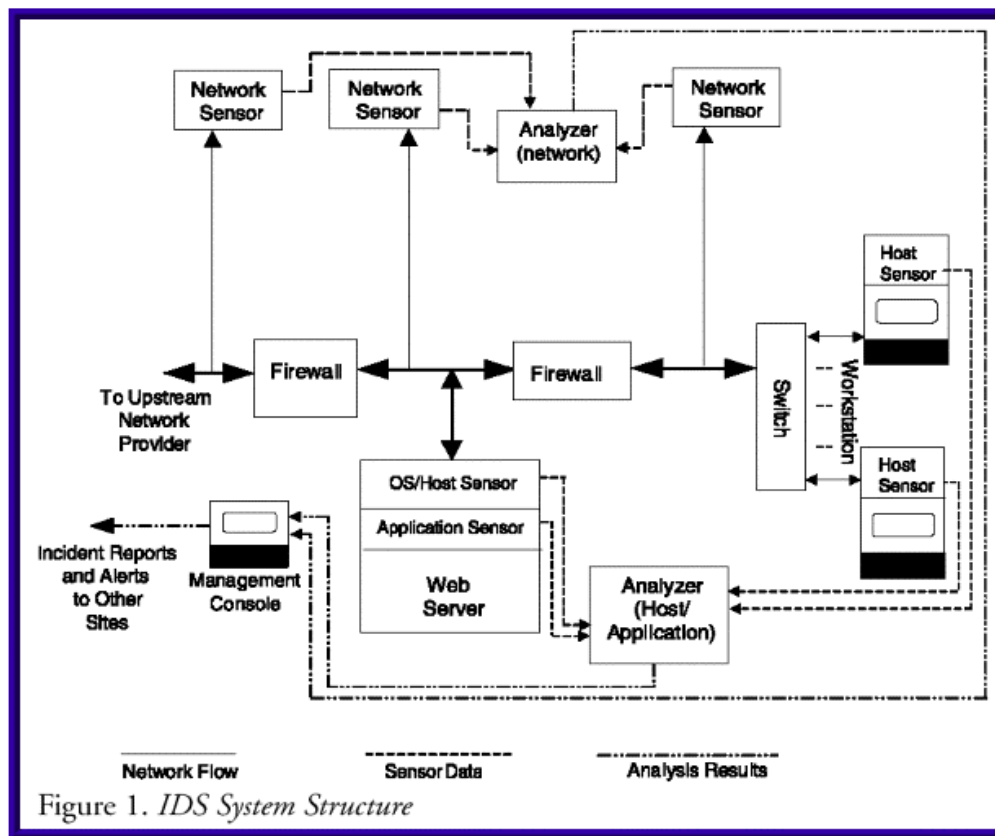 Network
Sensor
Network
Sensor
Analyzer
(network)
Network
Sensor
Host
Sensor
Firewall
Firewall
Switch
Workstation
To Upstream
Network
Provider
OS/Host Sensor
Application Sensor
Web
Server
Host
Sensor
Incident Reports
and Alerts
to Other
Sites
Management
Console
Analyzer
(Host/
Application)
Network Flow
Sensor Data
Analysis Results
Figure 1. IDS System Structure